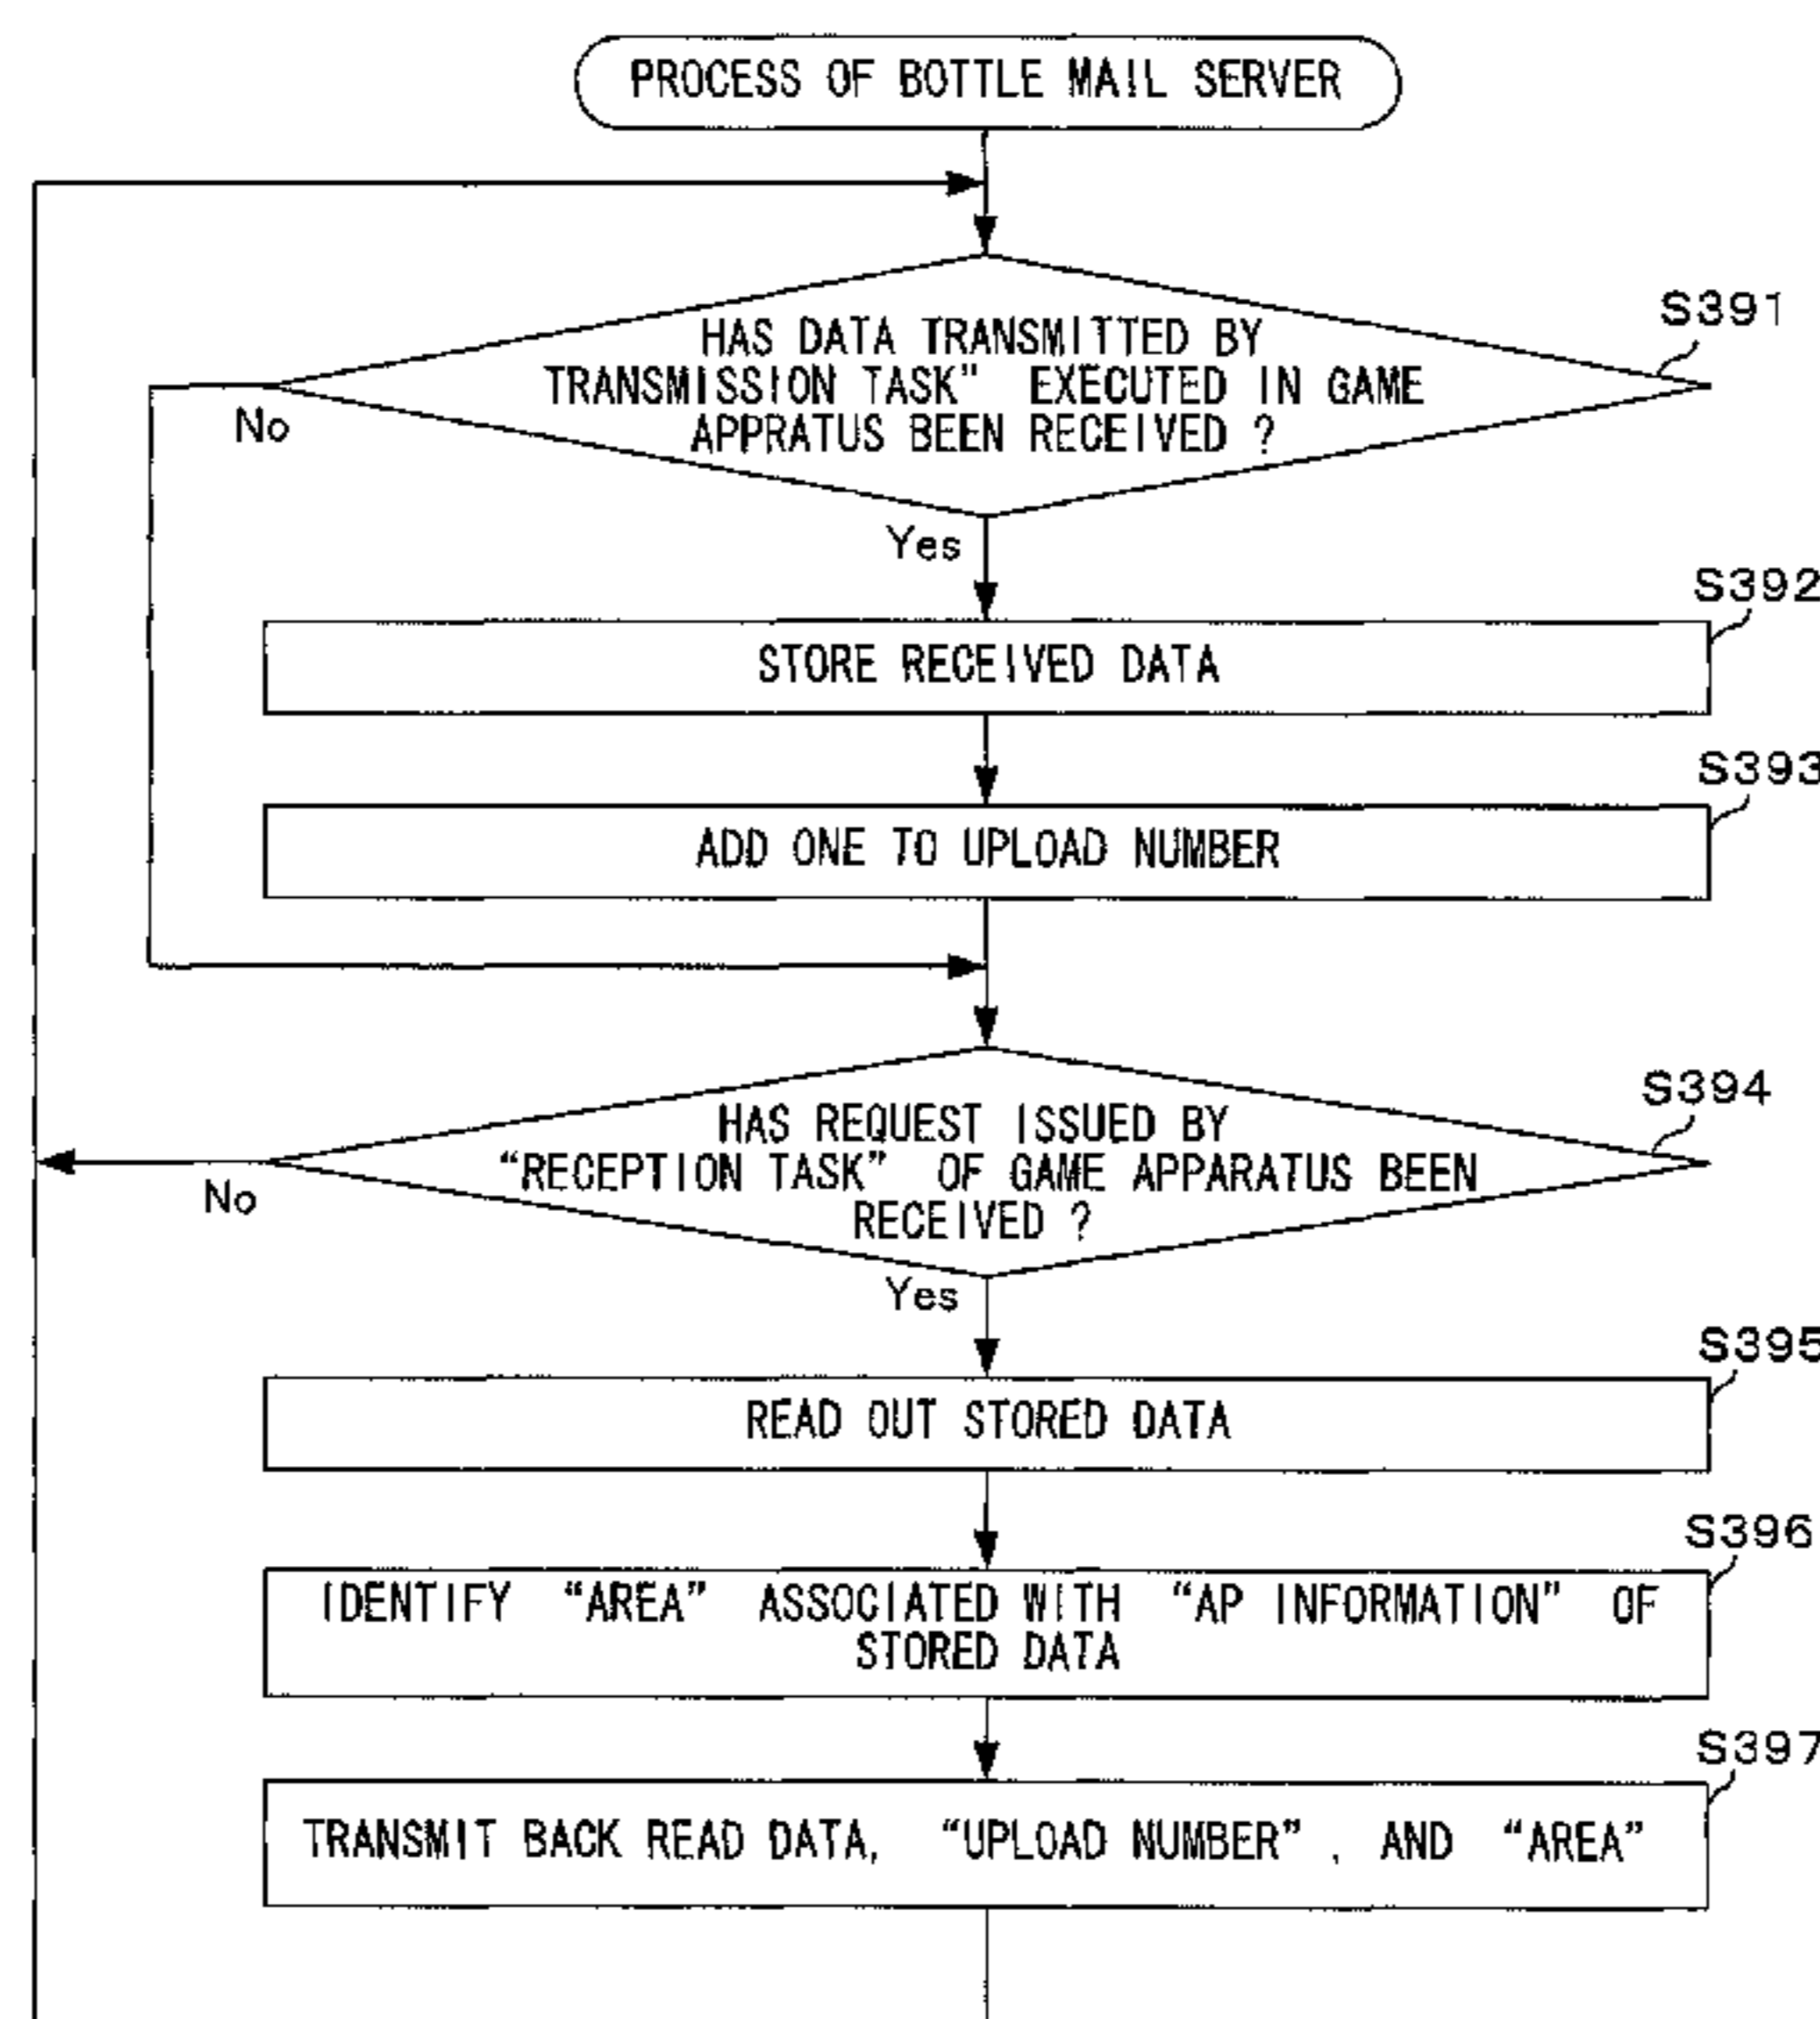 PROCESS OF BOTTLE MAIL SERVER
S391
HAS DATA TRANSMITTED BY
TRANSMISSION TASK" EXECUTED IN GAME
APPRATUS BEEN RECEIVED ?
No
Yes
S392
STORE RECEIVED DATA
S393
ADD ONE TO UPLOAD NUMBER
S394
HAS REQUEST ISSUED BY
“RECEPTION TASK” OF GAME APPARATUS BEEN
RECEIVED ?
No
Yes
S395
READ OUT STORED DATA
S396
IDENTIFY “AREA” ASSOCIATED WITH “AP INFORMATION” OF
STORED DATA
S397
TRANSMIT BACK READ DATA, “UPLOAD NUMBER”, AND “AREA”